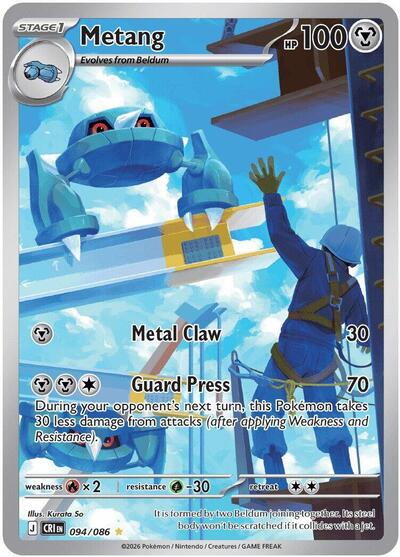 STAGE1
Metang
HP 100
Evolves from Beldum
Metal Claw 30
Guard Press 70
During your opponent's next turn, this Pokémon takes
30 less damage from attacks (after applying Weakness and
Resistance).
weakness ×2 resistance -30 retreat
Illus. Kurata So
J CRI EN 094/086
It is formed by two Beldum joining together. Its steel
body won't be scratched if it collides with a jet.
©2026 Pokémon / Nintendo / Creatures / GAME FREAK